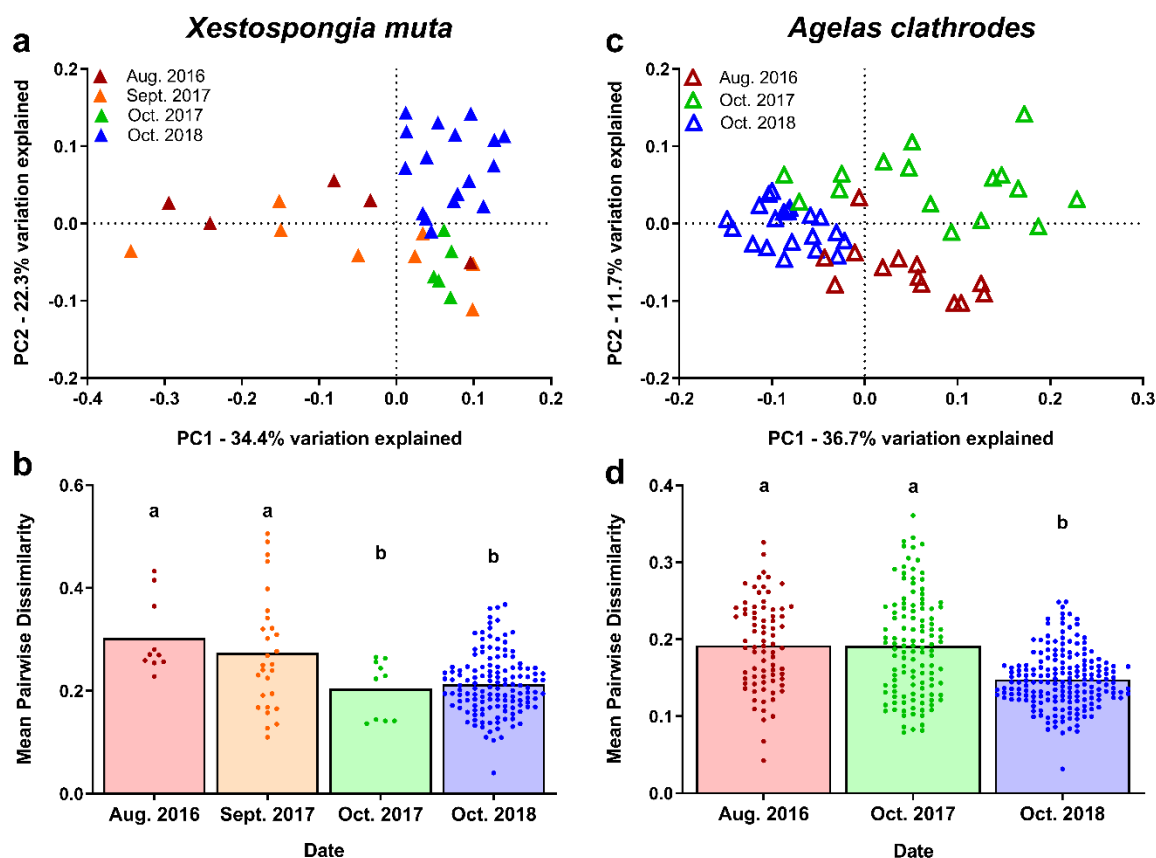 Xestospongia muta
Agelas clathrodes
a
Aug. 2016
Sept. 2017
Oct. 2017
Oct. 2018
PC2 - 22.3% variation explained
0.2
0.1
0.0
-0.1
-0.2
-0.4
-0.3
-0.2
-0.1
0.0
0.1
0.2
PC1 - 34.4% variation explained
c
Aug. 2016
Oct. 2017
Oct. 2018
PC2 - 11.7% variation explained
0.2
0.1
0.0
-0.1
-0.2
-0.2
-0.1
0.0
0.1
0.2
0.3
PC1 - 36.7% variation explained
b
Mean Pairwise Dissimilarity
0.6
0.4
0.2
0.0
a
a
b
b
Aug. 2016
Sept. 2017
Oct. 2017
Oct. 2018
Date
d
Mean Pairwise Dissimilarity
0.4
0.3
0.2
0.1
0.0
a
a
b
Aug. 2016
Oct. 2017
Oct. 2018
Date